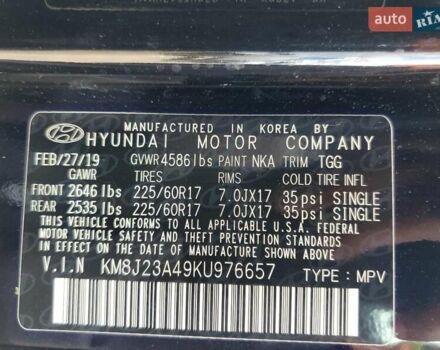 auto
RIA
MANUFACTURED IN KOREA BY
HYUNDAI MOTOR COMPANY
FEB/27/19 GVWR4586lbs PAINT NKA TRIM TGG
GAWR TIRES RIMS COLD TIRE INFL
FRONT 2646 lbs 225/60R17 7.0JX17 35psi SINGLE
REAR 2535 lbs 225/60R17 7.0JX17 35psi SINGLE
THIS VEHICLE CONFORMS TO ALL APPLICABLE U.S.A. FEDERAL
MOTOR VEHICLE SAFETY, BUMPER, AND THEFT PREVENTION
STANDARDS IN EFFECT ON THE DATE OF MANUFACTURE SHOWN ABOVE.
V.I.N KM8J23A49KU976657 TYPE : MPV